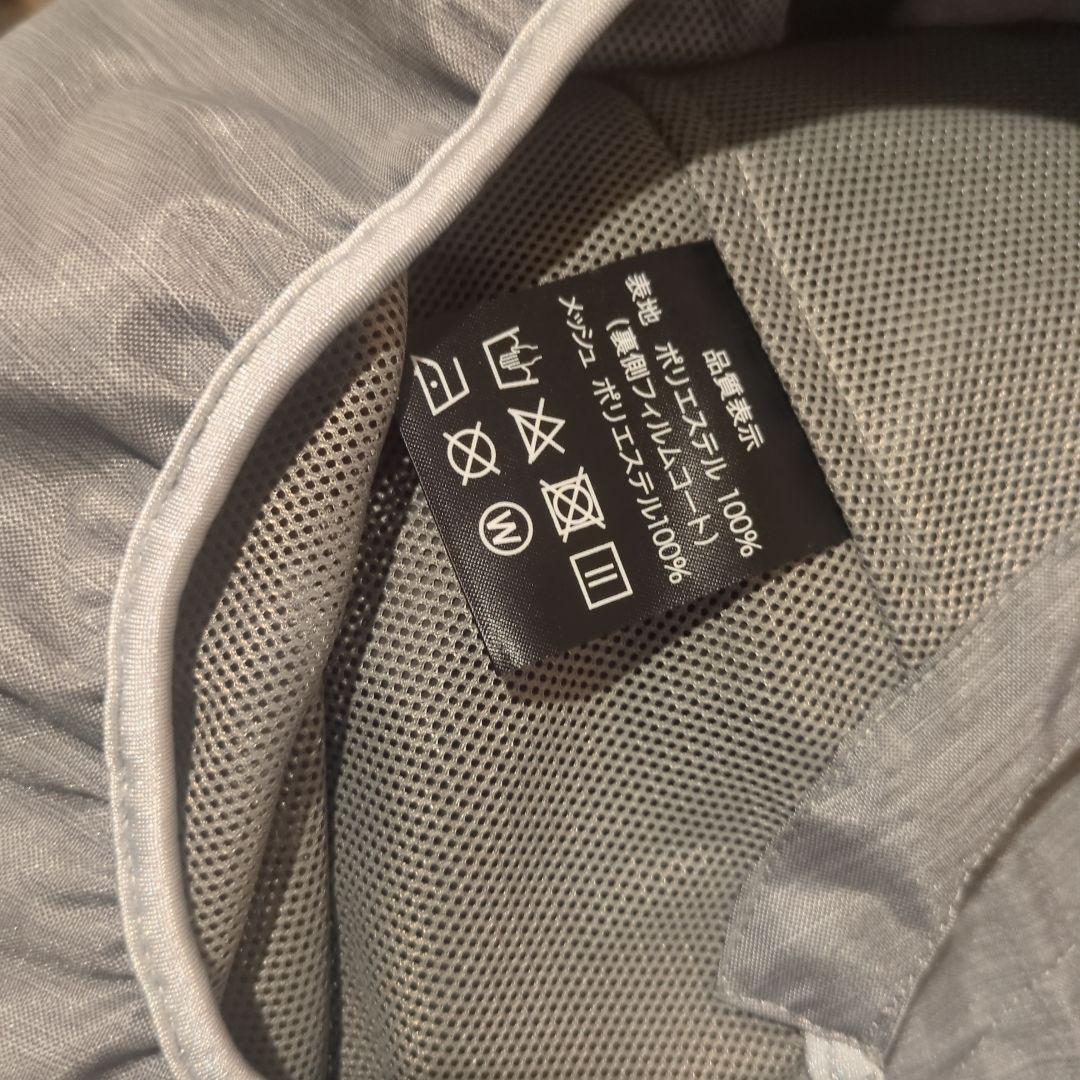 品質表示
表地 ポリエステル 100%
(裏側フィルムコート)
メッシュ ポリエステル100%
W